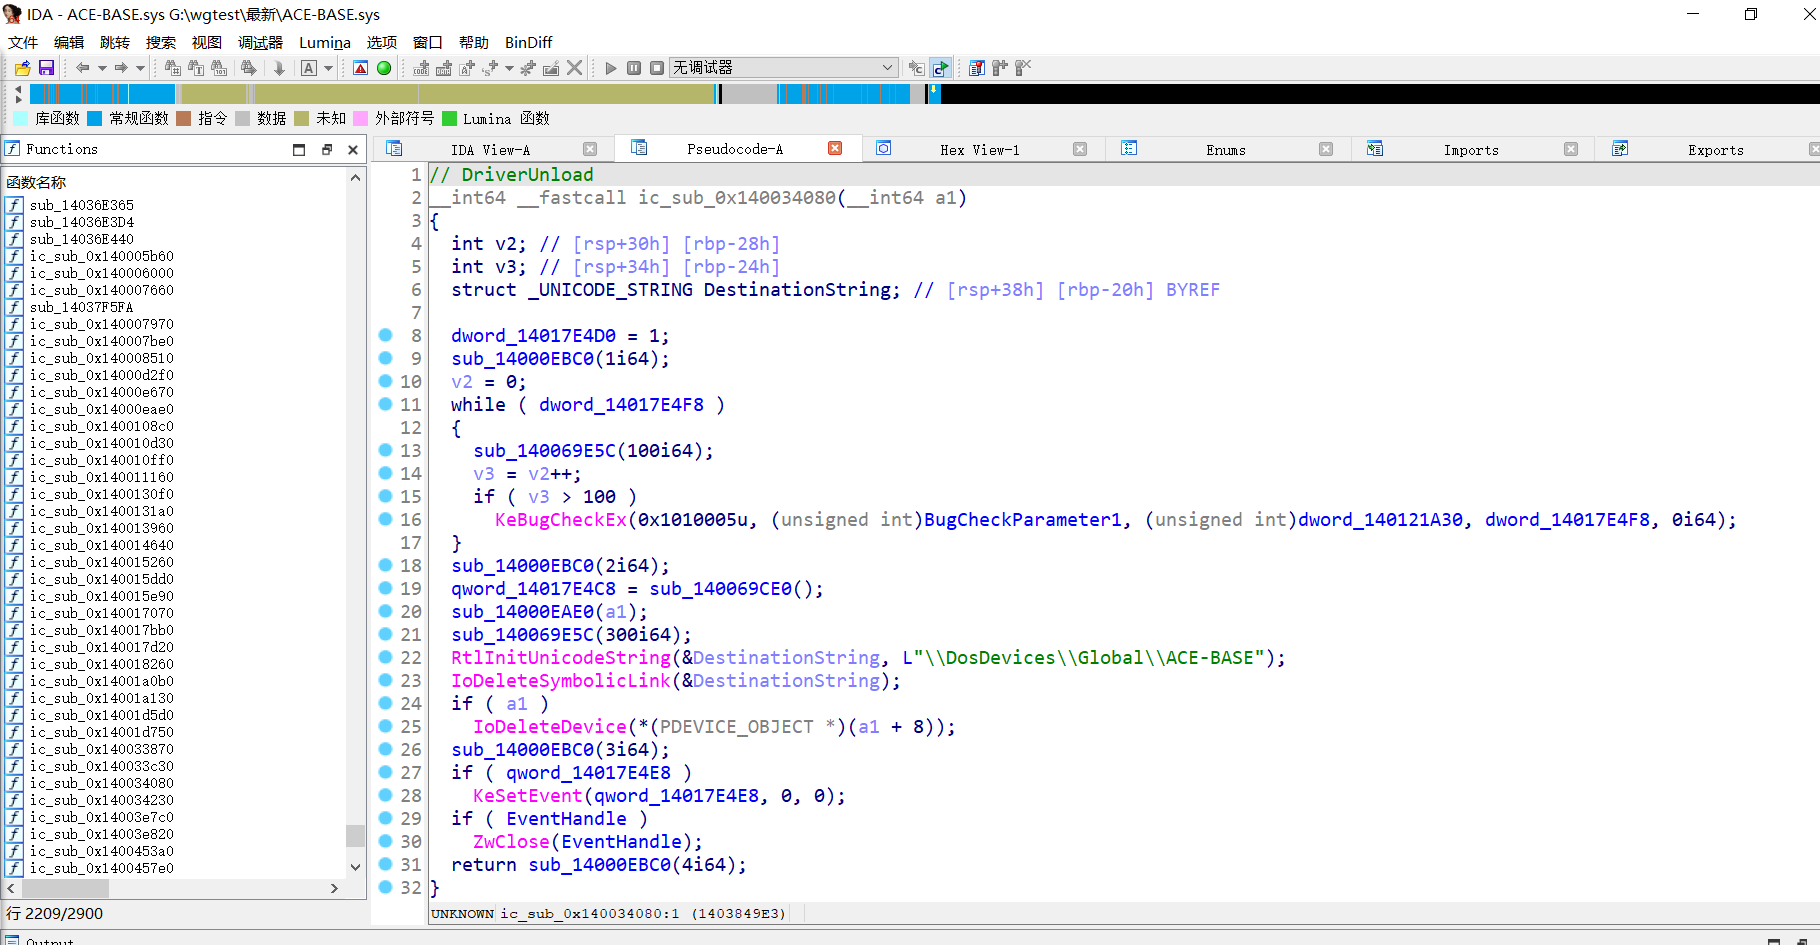 IDA - ACE-BASE.sys G:\wgtest\最新\ACE-BASE.sys
文件 编辑 跳转 搜索 视图 调试器 Lumina 选项 窗口 帮助 BinDiff
无调试器
库函数 常规函数 指令 数据 未知 外部符号 Lumina 函数
Functions
函数名称
sub_14036E365
sub_14036E3D4
sub_14036E440
ic_sub_0x140005b60
ic_sub_0x140006000
ic_sub_0x140007660
sub_14037F5FA
ic_sub_0x140007970
ic_sub_0x140007be0
ic_sub_0x140008510
ic_sub_0x14000d2f0
ic_sub_0x14000e670
ic_sub_0x14000eae0
ic_sub_0x1400108c0
ic_sub_0x140010d30
ic_sub_0x140010ff0
ic_sub_0x140011160
ic_sub_0x1400130f0
ic_sub_0x1400131a0
ic_sub_0x140013960
ic_sub_0x140014640
ic_sub_0x140015260
ic_sub_0x140015dd0
ic_sub_0x140015e90
ic_sub_0x140017070
ic_sub_0x140017bb0
ic_sub_0x140017d20
ic_sub_0x140018260
ic_sub_0x14001a0b0
ic_sub_0x14001a130
ic_sub_0x14001d5d0
ic_sub_0x14001d750
ic_sub_0x140033870
ic_sub_0x140033c30
ic_sub_0x140034080
ic_sub_0x140034230
ic_sub_0x14003e7c0
ic_sub_0x14003e820
ic_sub_0x1400453a0
ic_sub_0x1400457e0
行 2209/2900
IDA View-A Pseudocode-A Hex View-1 Enums Imports Exports
1 // DriverUnload
2 __int64 __fastcall ic_sub_0x140034080(__int64 a1)
3 {
4 int v2; // [rsp+30h] [rbp-28h]
5 int v3; // [rsp+34h] [rbp-24h]
6 struct _UNICODE_STRING DestinationString; // [rsp+38h] [rbp-20h] BYREF
7
8 dword_14017E4D0 = 1;
9 sub_14000EBC0(1i64);
10 v2 = 0;
11 while ( dword_14017E4F8 )
12 {
13 sub_140069E5C(100i64);
14 v3 = v2++;
15 if ( v3 > 100 )
16 KeBugCheckEx(0x1010005u, (unsigned int)BugCheckParameter1, (unsigned int)dword_140121A30, dword_14017E4F8, 0i64);
17 }
18 sub_14000EBC0(2i64);
19 qword_14017E4C8 = sub_140069CE0();
20 sub_14000EAE0(a1);
21 sub_140069E5C(300i64);
22 RtlInitUnicodeString(&DestinationString, L"\\DosDevices\\Global\\ACE-BASE");
23 IoDeleteSymbolicLink(&DestinationString);
24 if ( a1 )
25 IoDeleteDevice(*(PDEVICE_OBJECT *)(a1 + 8));
26 sub_14000EBC0(3i64);
27 if ( qword_14017E4E8 )
28 KeSetEvent(qword_14017E4E8, 0, 0);
29 if ( EventHandle )
30 ZwClose(EventHandle);
31 return sub_14000EBC0(4i64);
32 }
UNKNOWN ic_sub_0x140034080:1 (1403849E3)
Output